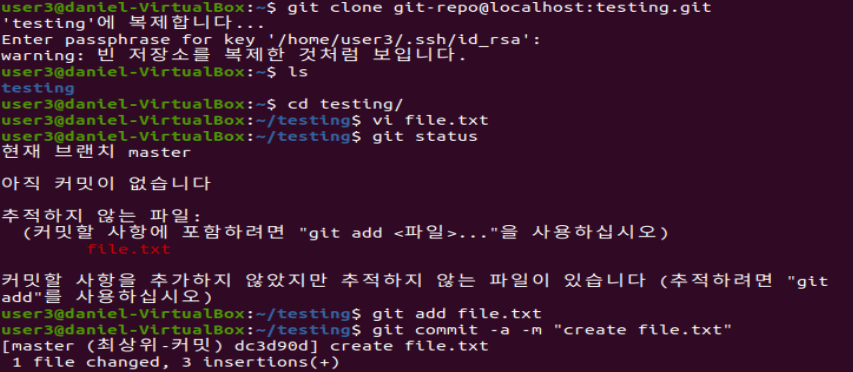 user3@daniel-VirtualBox:~$ git clone git-repo@localhost:testing.git
'testing'에 복제합니다...
Enter passphrase for key '/home/user3/.ssh/id_rsa':
warning: 빈 저장소를 복제한 것처럼 보입니다.
user3@daniel-VirtualBox:~$ ls
testing
user3@daniel-VirtualBox:~$ cd testing/
user3@daniel-VirtualBox:~/testing$ vi file.txt
user3@daniel-VirtualBox:~/testing$ git status
현재 브랜치 master
아직 커밋이 없습니다
추적하지 않는 파일:
  (커밋할 사항에 포함하려면 "git add <파일>..."을 사용하십시오)
        file.txt
커밋할 사항을 추가하지 않았지만 추적하지 않는 파일이 있습니다 (추적하려면 "git
add"를 사용하십시오)
user3@daniel-VirtualBox:~/testing$ git add file.txt
user3@daniel-VirtualBox:~/testing$ git commit -a -m "create file.txt"
[master (최상위-커밋) dc3d90d] create file.txt
 1 file changed, 3 insertions(+)